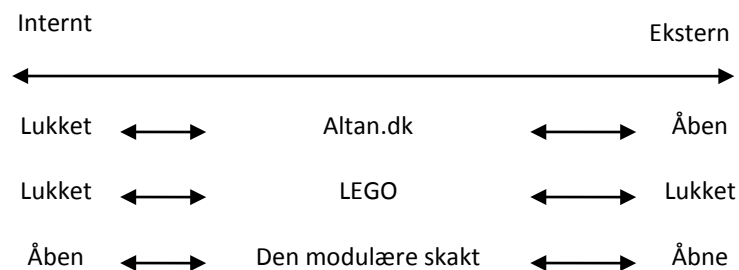 Internt Ekstern
Lukket Altan.dk Åben
Lukket LEGO Lukket
Åben Den modulære skakt Åbne